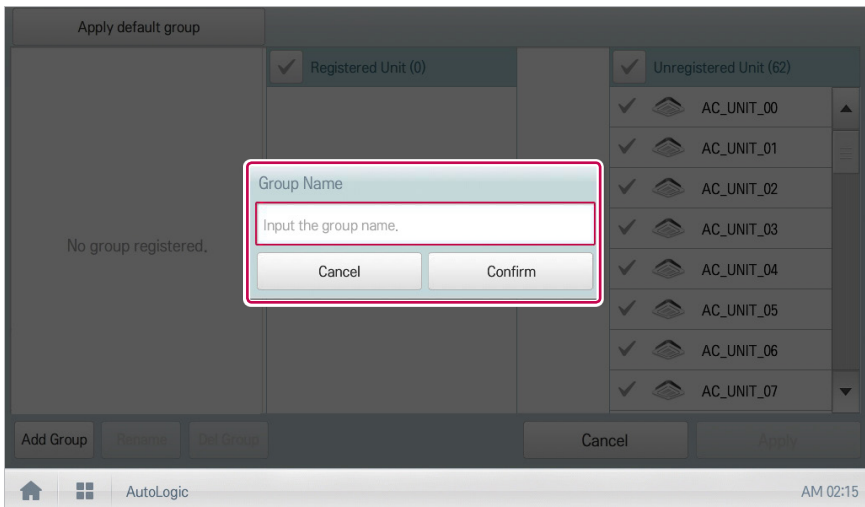 Apply default group
Registered Unit (0)
Unregistered Unit (62)
AC_UNIT_00
AC_UNIT_01
AC_UNIT_02
AC_UNIT_03
AC_UNIT_04
AC_UNIT_05
AC_UNIT_06
AC_UNIT_07
No group registered.
Group Name
Input the group name.
Cancel Confirm
Add Group Rename Del Group Cancel Apply
AutoLogic AM 02:15